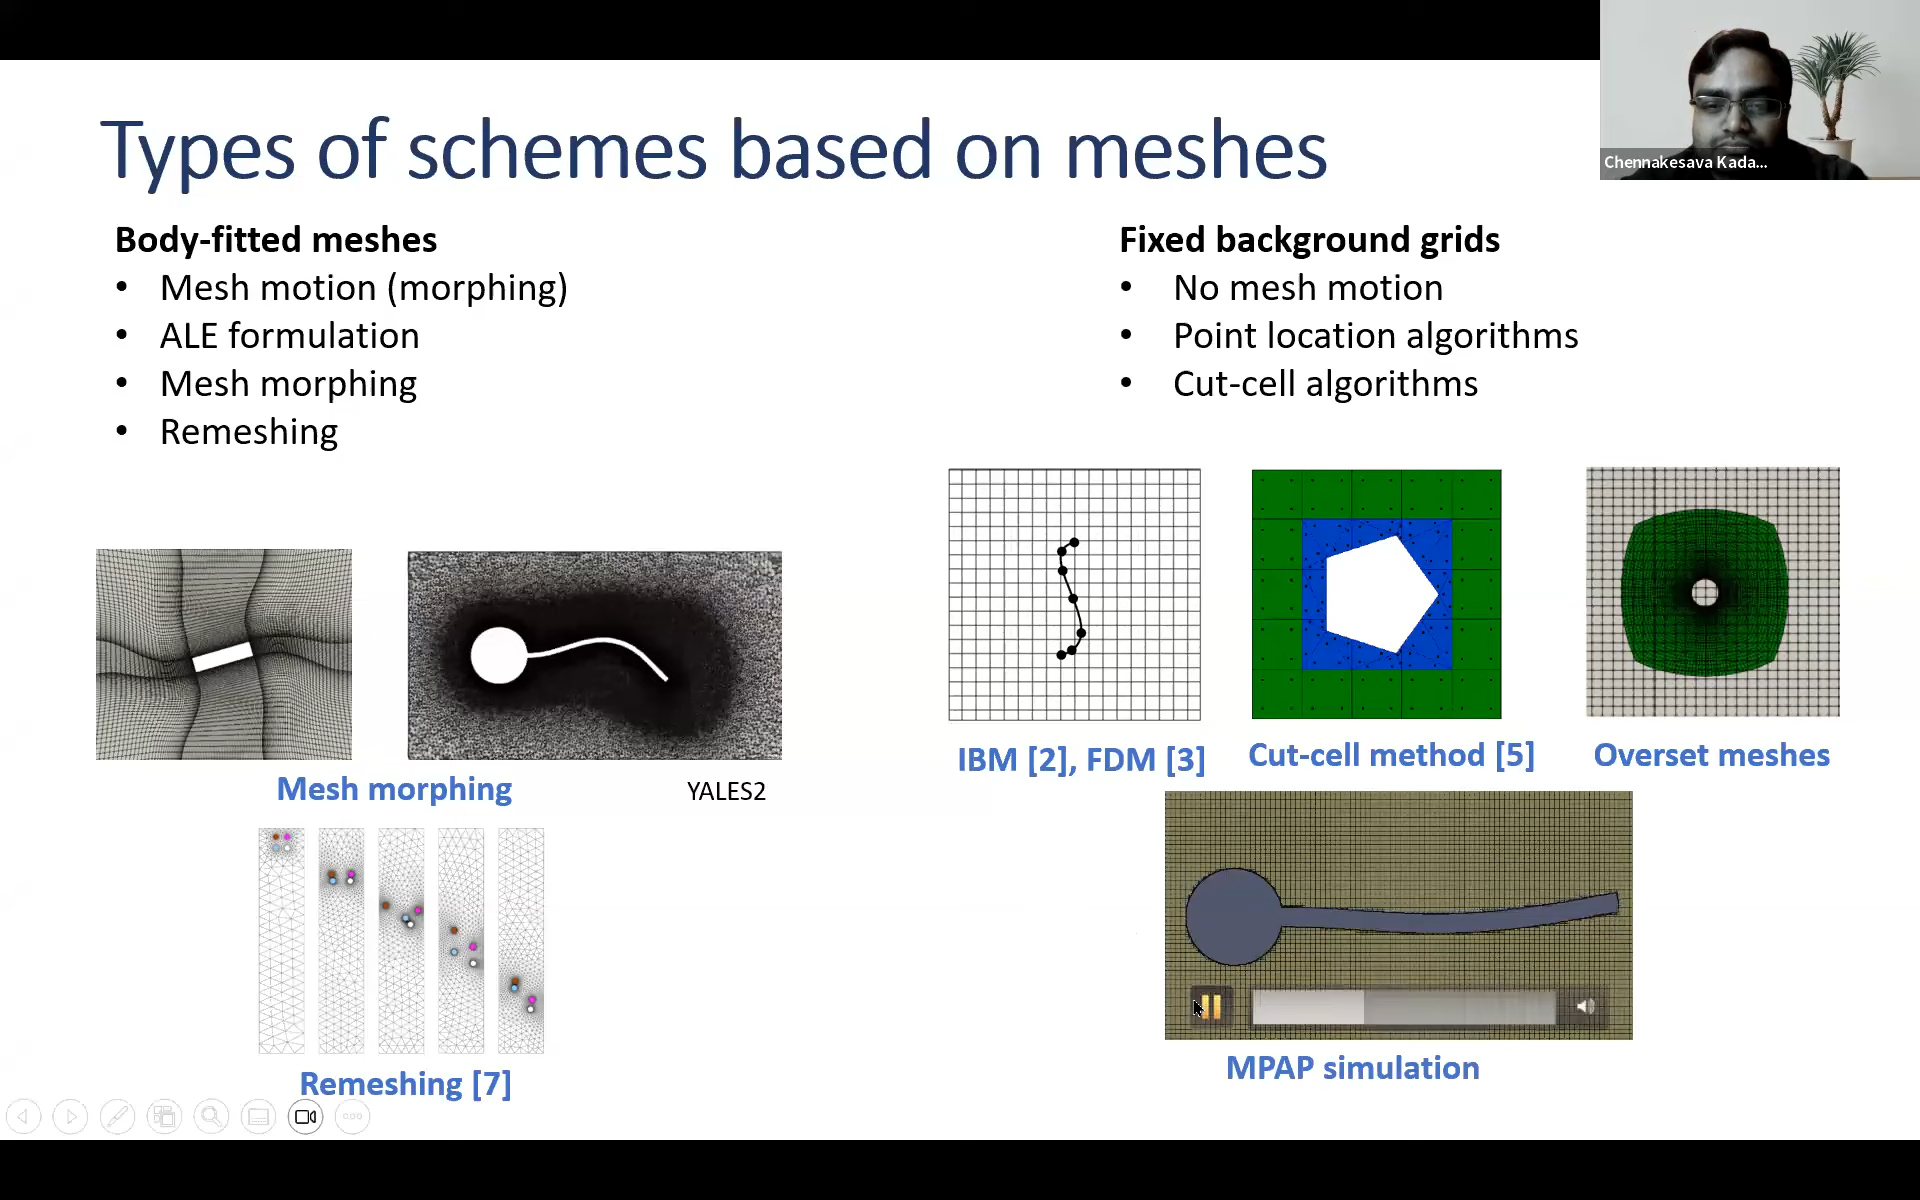 Chennakesava Kada...
Types of schemes based on meshes
Body-fitted meshes
• Mesh motion (morphing)
• ALE formulation
• Mesh morphing
• Remeshing
Fixed background grids
• No mesh motion
• Point location algorithms
• Cut-cell algorithms
Mesh morphing
YALES2
Remeshing [7]
IBM [2], FDM [3]
Cut-cell method [5]
Overset meshes
MPAP simulation